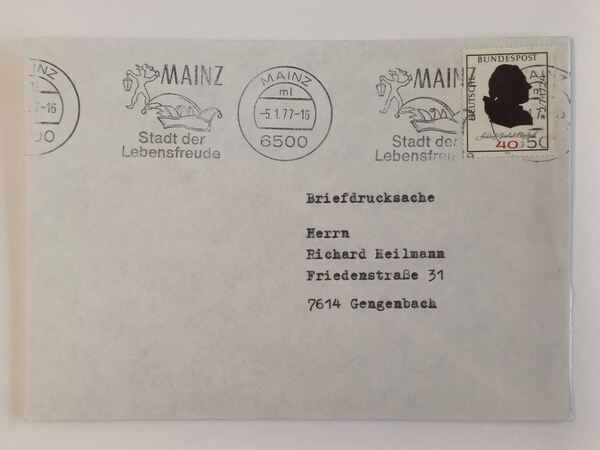 MAINZ
Stadt der
Lebensfreude
MAINZ
ml
-5.1.77-16
6500
Stadt der
BUNDESPOST
DEUTSCHE
40
Briefdrucksache
Herrn
Richard Heilmann
Friedenstraße 31
7614 Gengenbach